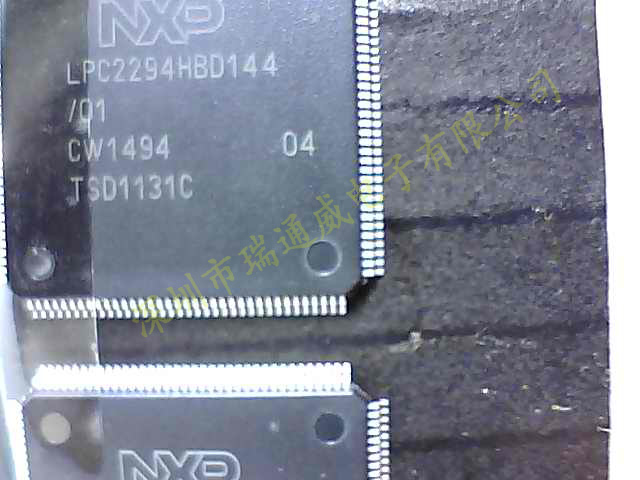 NXP
LPC2294HBD144
/01
CW1494 04
TSD1131C
深圳市瑞通威电子有限公司
NXP